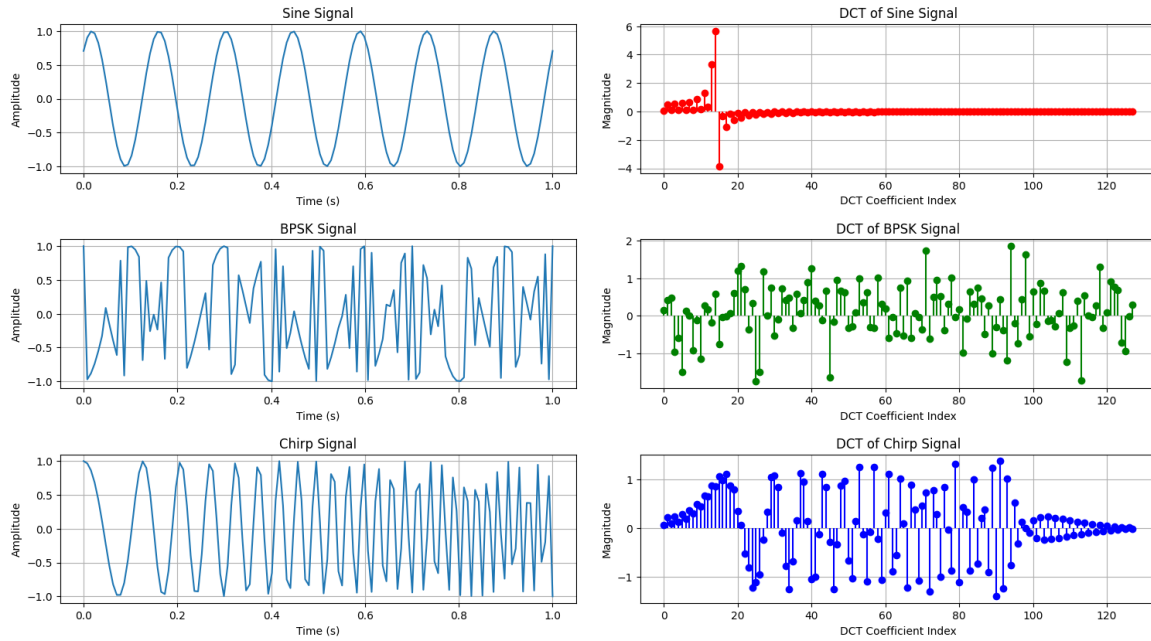 Sine Signal
Amplitude
1.0
0.5
0.0
−0.5
−1.0
0.0 0.2 0.4 0.6 0.8 1.0
Time (s)
DCT of Sine Signal
Magnitude
6
4
2
0
−2
−4
0 20 40 60 80 100 120
DCT Coefficient Index
BPSK Signal
Amplitude
1.0
0.5
0.0
−0.5
−1.0
0.0 0.2 0.4 0.6 0.8 1.0
Time (s)
DCT of BPSK Signal
Magnitude
2
1
0
−1
0 20 40 60 80 100 120
DCT Coefficient Index
Chirp Signal
Amplitude
1.0
0.5
0.0
−0.5
−1.0
0.0 0.2 0.4 0.6 0.8 1.0
Time (s)
DCT of Chirp Signal
Magnitude
1
0
−1
0 20 40 60 80 100 120
DCT Coefficient Index